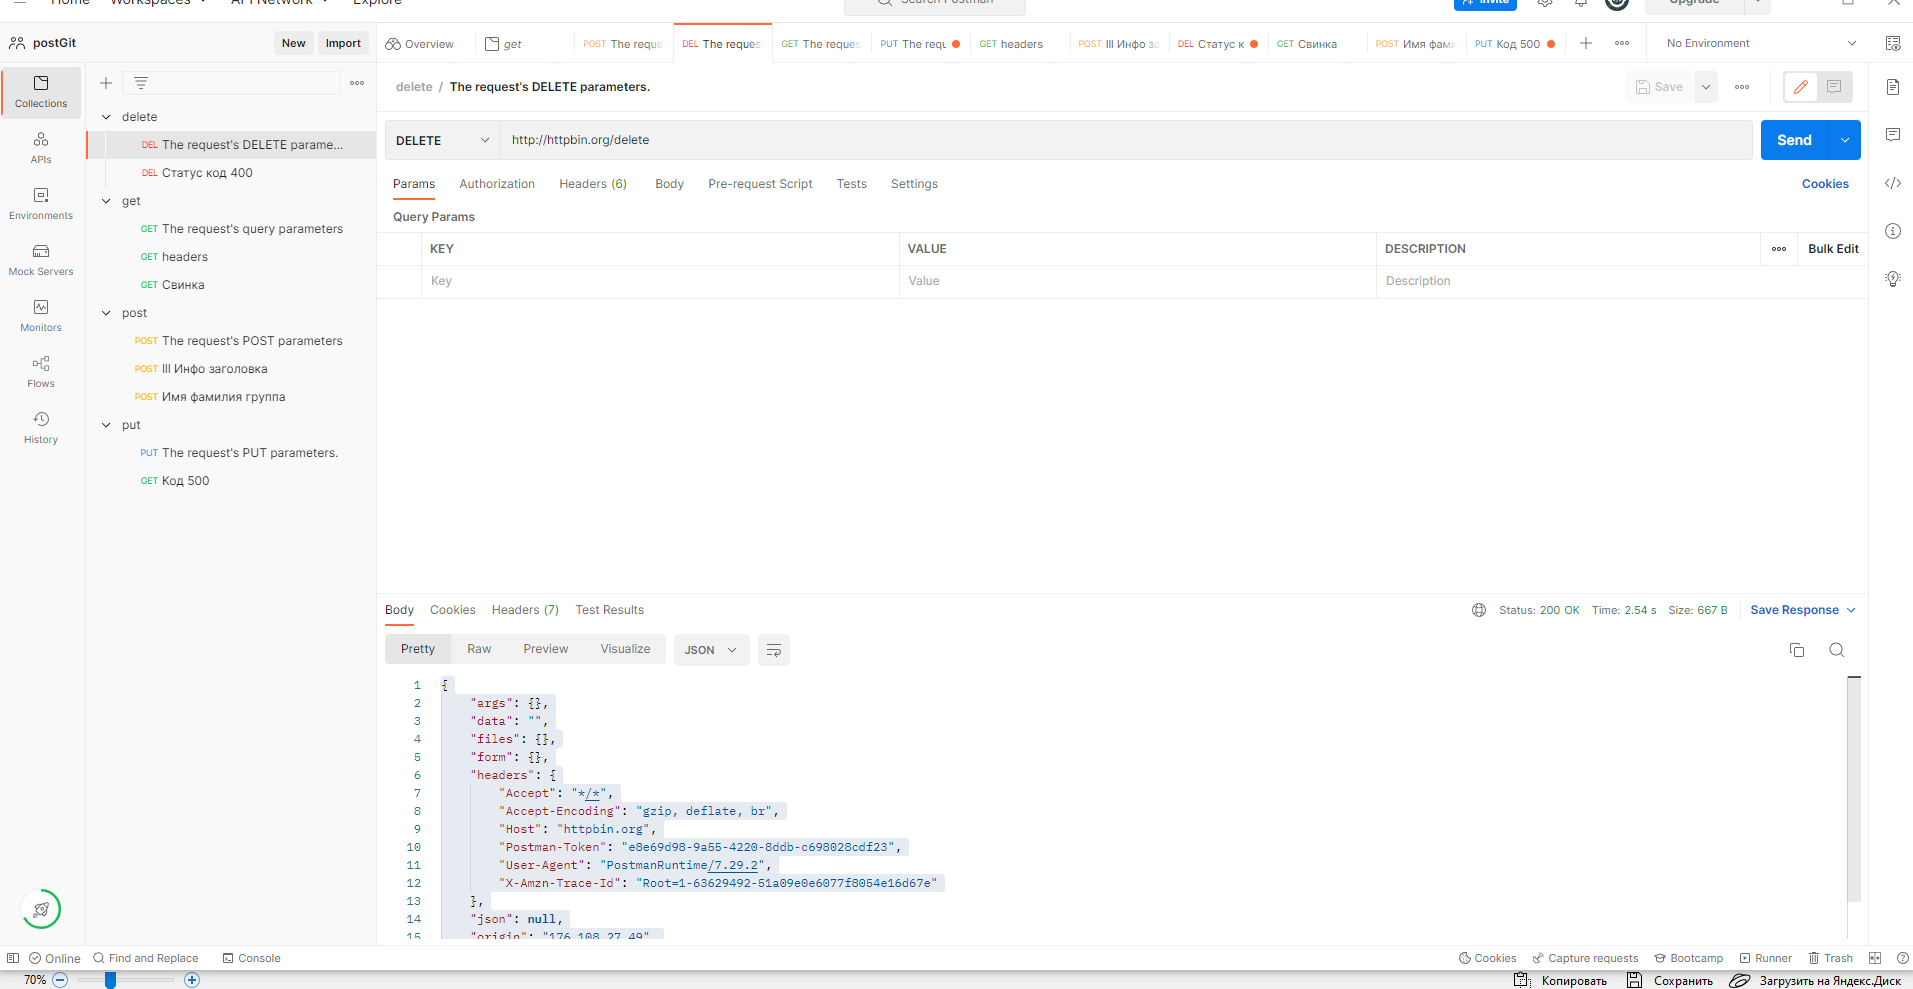 Home Workspaces API Network Explore Search Postman Invite Upgrade
postGit New Import Overview get POST The reque DEL The reques GET The reques PUT The requ GET headers POST III Инфо за DEL Статус к GET Свинка POST Имя фами PUT Код 500 No Environment
Collections
APIs
Environments
Mock Servers
Monitors
Flows
History
delete
DEL The request's DELETE parame...
DEL Статус код 400
get
GET The request's query parameters
GET headers
GET Свинка
post
POST The request's POST parameters
POST III Инфо заголовка
POST Имя фамилия группа
put
PUT The request's PUT parameters.
GET Код 500
delete / The request's DELETE parameters. Save
DELETE http://httpbin.org/delete Send
Params Authorization Headers (6) Body Pre-request Script Tests Settings Cookies
Query Params
KEY VALUE DESCRIPTION Bulk Edit
Key Value Description
Body Cookies Headers (7) Test Results Status: 200 OK Time: 2.54 s Size: 667 B Save Response
Pretty Raw Preview Visualize JSON
1 {
2 "args": {},
3 "data": "",
4 "files": {},
5 "form": {},
6 "headers": {
7 "Accept": "*/*",
8 "Accept-Encoding": "gzip, deflate, br",
9 "Host": "httpbin.org",
10 "Postman-Token": "e8e69d98-9a55-4220-8ddb-c698028cdf23",
11 "User-Agent": "PostmanRuntime/7.29.2",
12 "X-Amzn-Trace-Id": "Root=1-63629492-51a09e0e6077f8054e16d67e"
13 },
14 "json": null,
15 "origin": "176.108.27.49",
Online Find and Replace Console Cookies Capture requests Bootcamp Runner Trash
70% Копировать Сохранить Загрузить на Яндекс.Диск